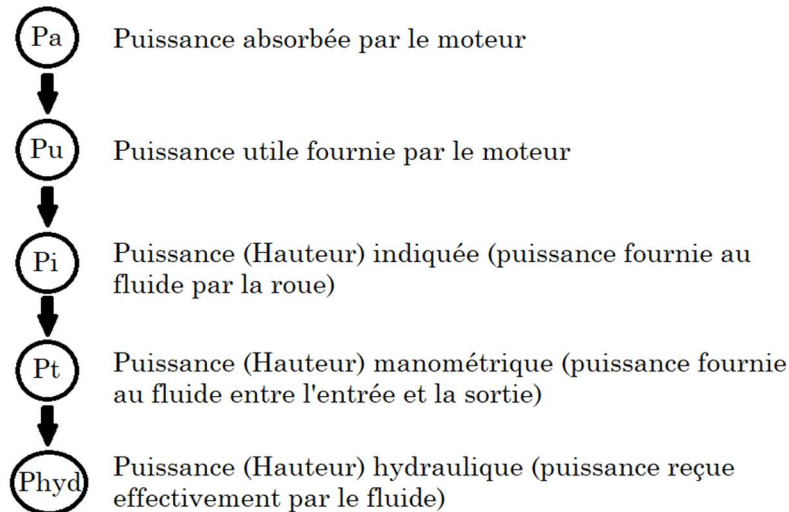 Pa Puissance absorbée par le moteur
Pu Puissance utile fournie par le moteur
Pi Puissance (Hauteur) indiquée (puissance fournie au
fluide par la roue)
Pt Puissance (Hauteur) manométrique (puissance fournie
au fluide entre l'entrée et la sortie)
Phyd Puissance (Hauteur) hydraulique (puissance reçue
effectivement par le fluide)